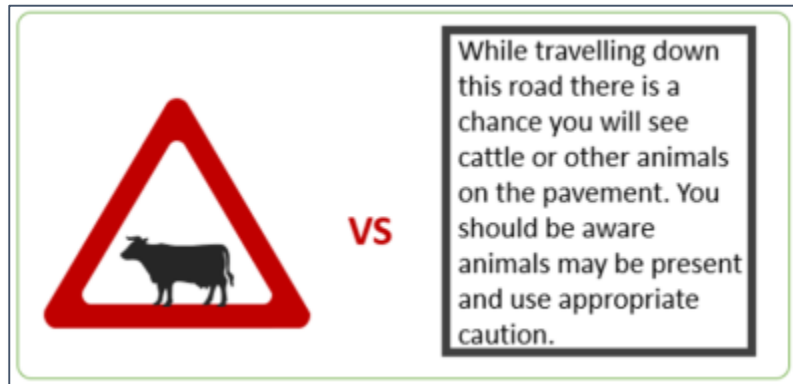 VS
While travelling down
this road there is a
chance you will see
cattle or other animals
on the pavement. You
should be aware
animals may be present
and use appropriate
caution.